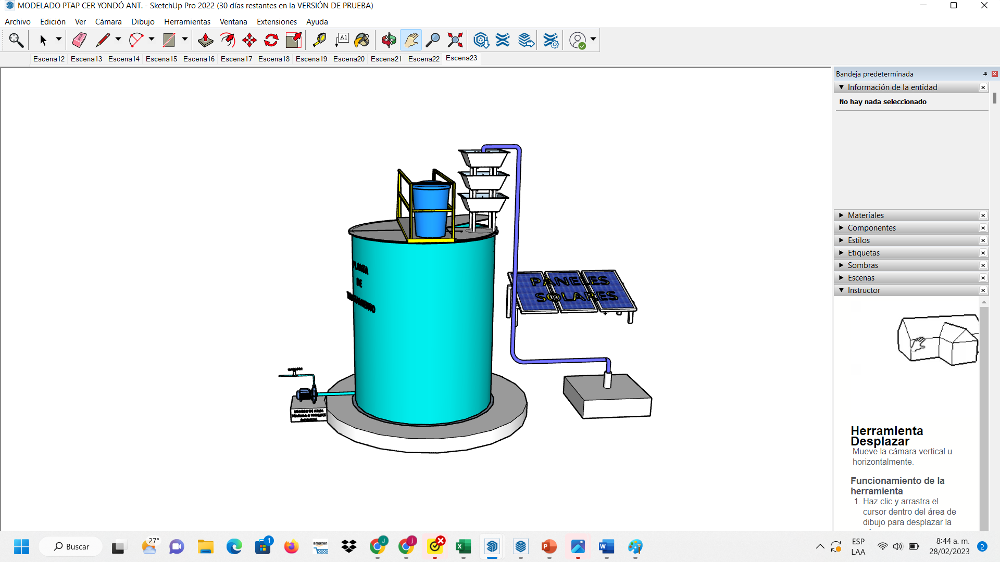 MODELADO PTAP CER YONDÓ ANT. - SketchUp Pro 2022 (30 días restantes en la VERSIÓN DE PRUEBA)
Archivo Edición Ver Cámara Dibujo Herramientas Ventana Extensiones Ayuda
A1
Escena12 Escena13 Escena14 Escena15 Escena16 Escena17 Escena18 Escena19 Escena20 Escena21 Escena22 Escena23
Bandeja predeterminada
Información de la entidad
No hay nada seleccionado
Materiales
Componentes
Estilos
Etiquetas
Sombras
Escenas
Instructor
PLANTA
DE
TRATAMIENTO
PANELES
SOLARES
Herramienta
Desplazar
Mueve la cámara vertical u
horizontalmente.
Funcionamiento de la
herramienta
1. Haz clic y arrastra el
cursor dentro del área de
dibujo para desplazar la
Buscar
27°
1
amazon
J
j
ESP
LAA
8:44 a. m.
28/02/2023
2